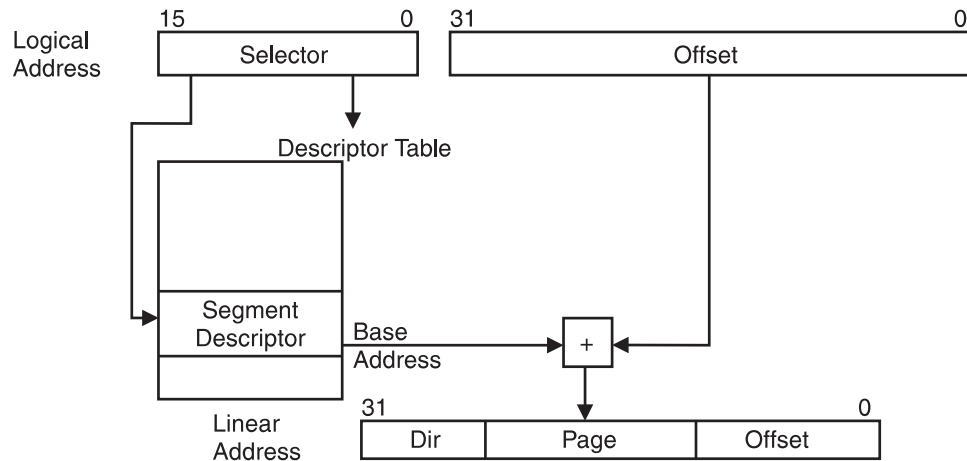 15 0 31 0
Logical
Address
Selector
Offset
Descriptor Table
Segment
Descriptor
Base
Address
+
31 0
Linear
Address
Dir Page Offset